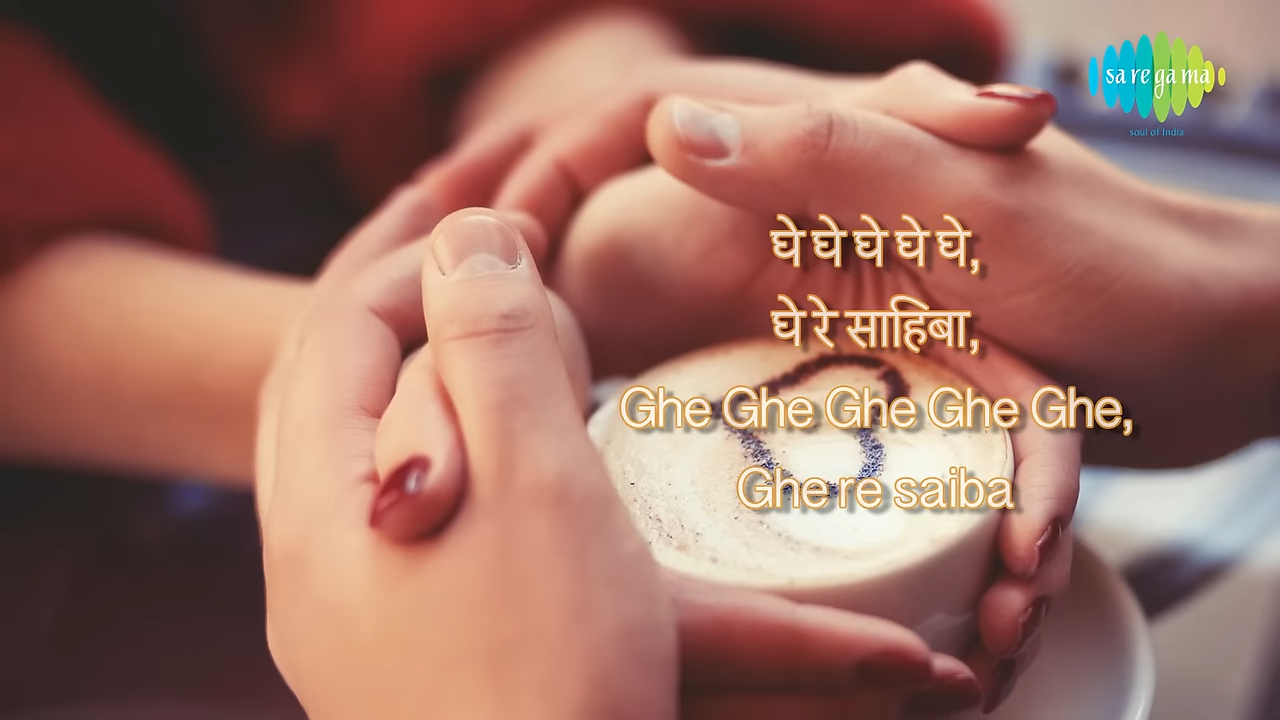 sa re ga ma
soul of India
घे घे घे घे घे,
घे रे साहिबा,
Ghe Ghe Ghe Ghe Ghe,
Ghe re saiba